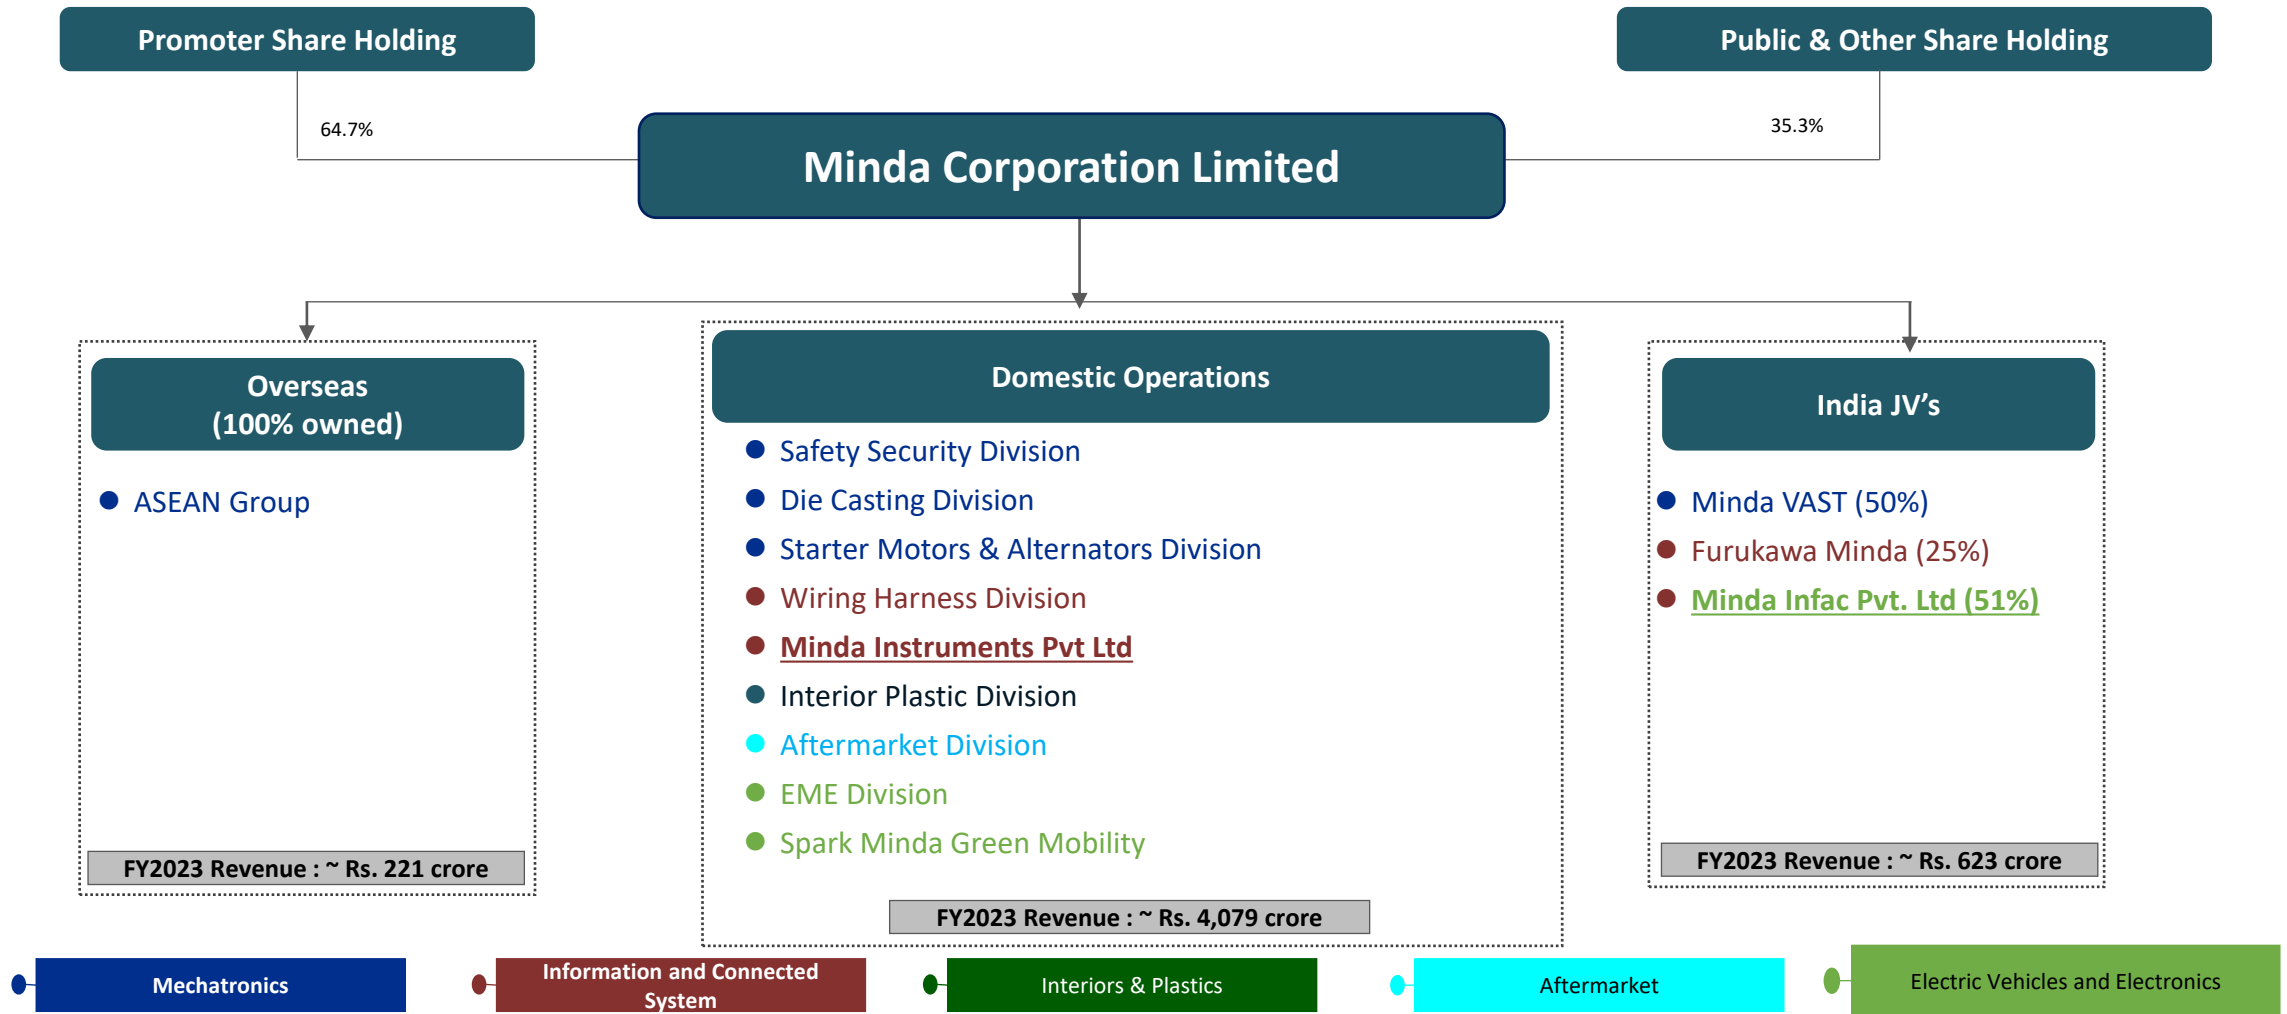 Promoter Share Holding
Public & Other Share Holding
64.7%
35.3%
Minda Corporation Limited
Overseas
(100% owned)
ASEAN Group
FY2023 Revenue : ~ Rs. 221 crore
Domestic Operations
Safety Security Division
Die Casting Division
Starter Motors & Alternators Division
Wiring Harness Division
Minda Instruments Pvt Ltd
Interior Plastic Division
Aftermarket Division
EME Division
Spark Minda Green Mobility
FY2023 Revenue : ~ Rs. 4,079 crore
India JV’s
Minda VAST (50%)
Furukawa Minda (25%)
Minda Infac Pvt. Ltd (51%)
FY2023 Revenue : ~ Rs. 623 crore
Mechatronics
Information and Connected
System
Interiors & Plastics
Aftermarket
Electric Vehicles and Electronics